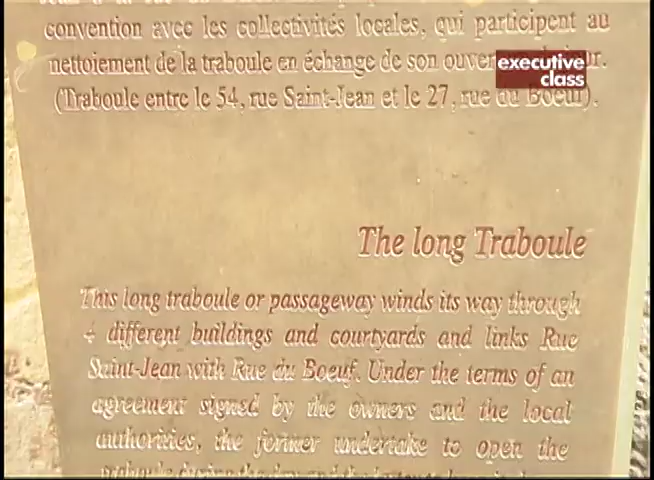 convention avec les collectivités locales, qui participent au
nettoiement de la traboule en échange de son
(Traboule entre le 54, rue Saint-Jean et le 27, rue du Boeuf).
executive
class
The long Traboule
This long traboule or passageway winds its way through
4 different buildings and courtyards and links Rue
Saint-Jean with Rue du Boeuf. Under the terms of an
agreement signed by the owners and the local
authorities, the former undertake to open the